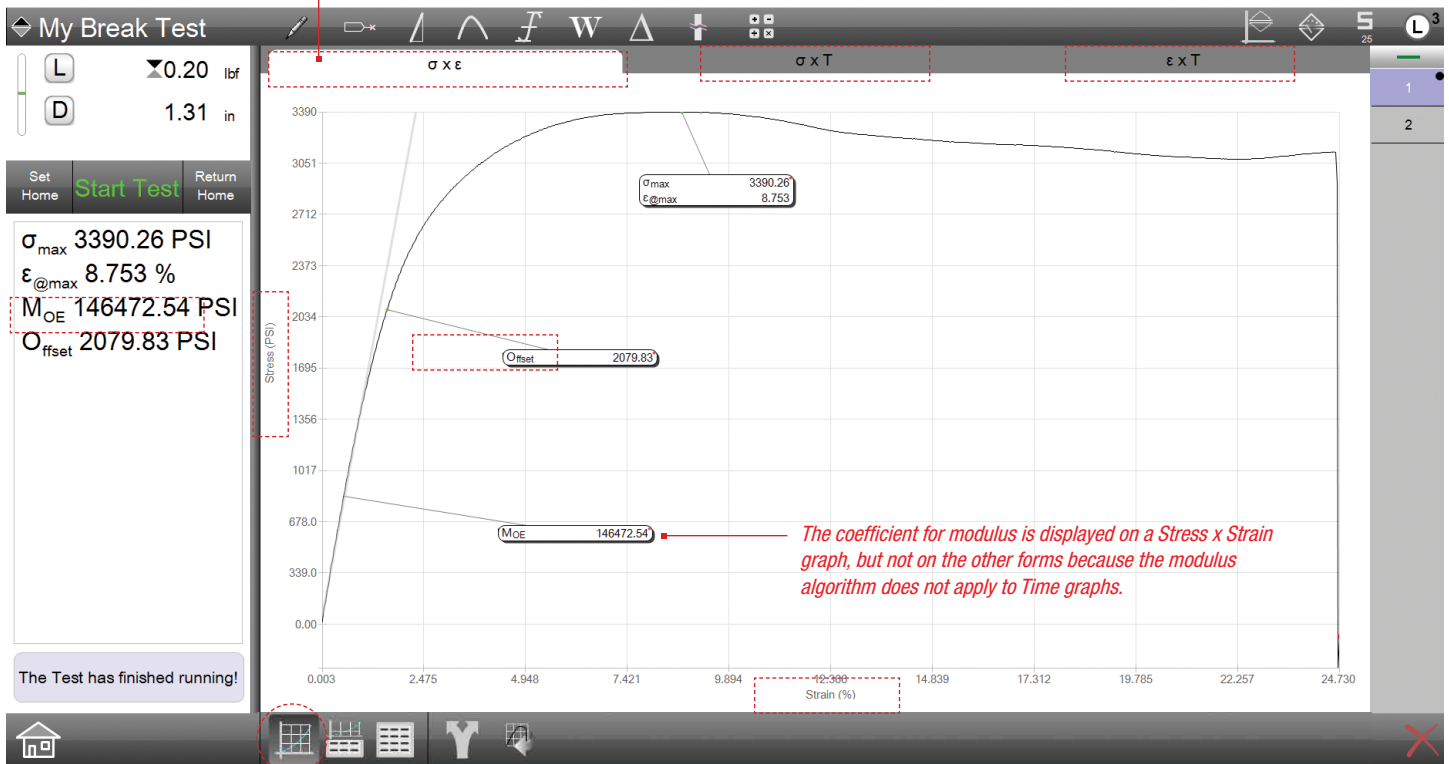 My Break Test
W
Δ
S
25
L 3
L
0.20 lbf
D
1.31 in
Set Home
Start Test
Return Home
σmax 3390.26 PSI
ε@max 8.753 %
MOE 146472.54 PSI
Offset 2079.83 PSI
The Test has finished running!
σ x ε
σ x T
ε x T
1
2
3390
3051
2712
2373
2034
1695
1356
1017
678.0
339.0
0.00
Stress (PSI)
σmax 3390.26*
ε@max 8.753
Offset 2079.83*
MOE 146472.54*
The coefficient for modulus is displayed on a Stress x Strain
graph, but not on the other forms because the modulus
algorithm does not apply to Time graphs.
0.003 2.475 4.948 7.421 9.894 12.366 14.839 17.312 19.785 22.257 24.730
Strain (%)